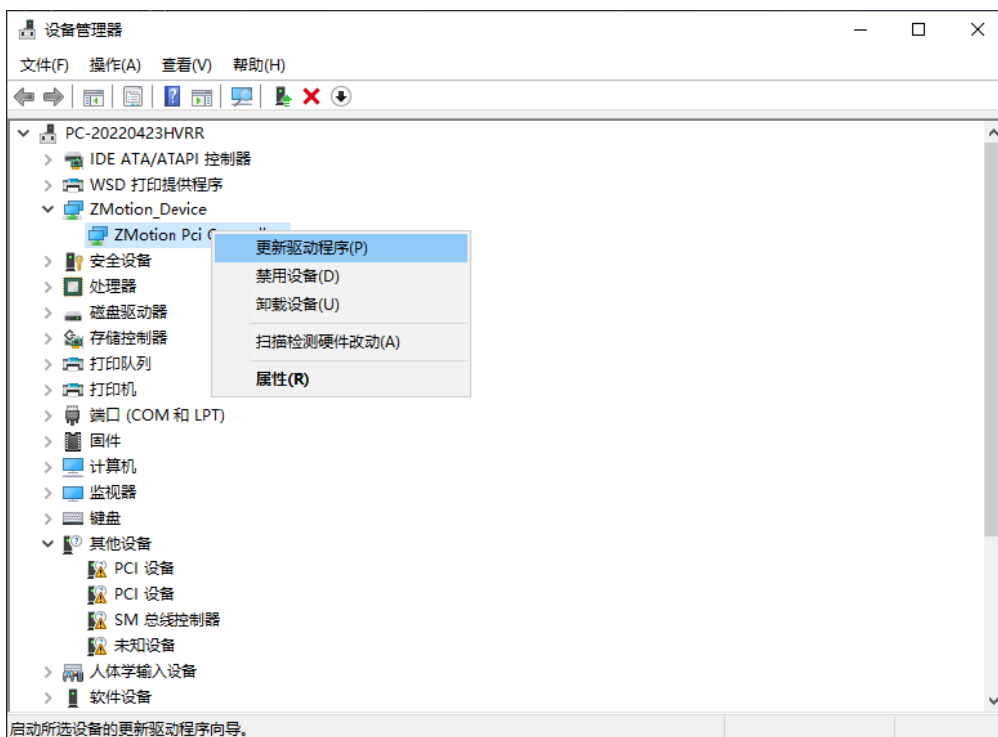 设备管理器
文件(F) 操作(A) 查看(V) 帮助(H)
PC-20220423HVRR
IDE ATA/ATAPI 控制器
WSD 打印提供程序
ZMotion_Device
ZMotion Pci
更新驱动程序(P)
禁用设备(D)
卸载设备(U)
扫描检测硬件改动(A)
属性(R)
安全设备
处理器
磁盘驱动器
存储控制器
打印队列
打印机
端口 (COM 和 LPT)
固件
计算机
监视器
键盘
其他设备
PCI 设备
PCI 设备
SM 总线控制器
未知设备
人体学输入设备
软件设备
启动所选设备的更新驱动程序向导。